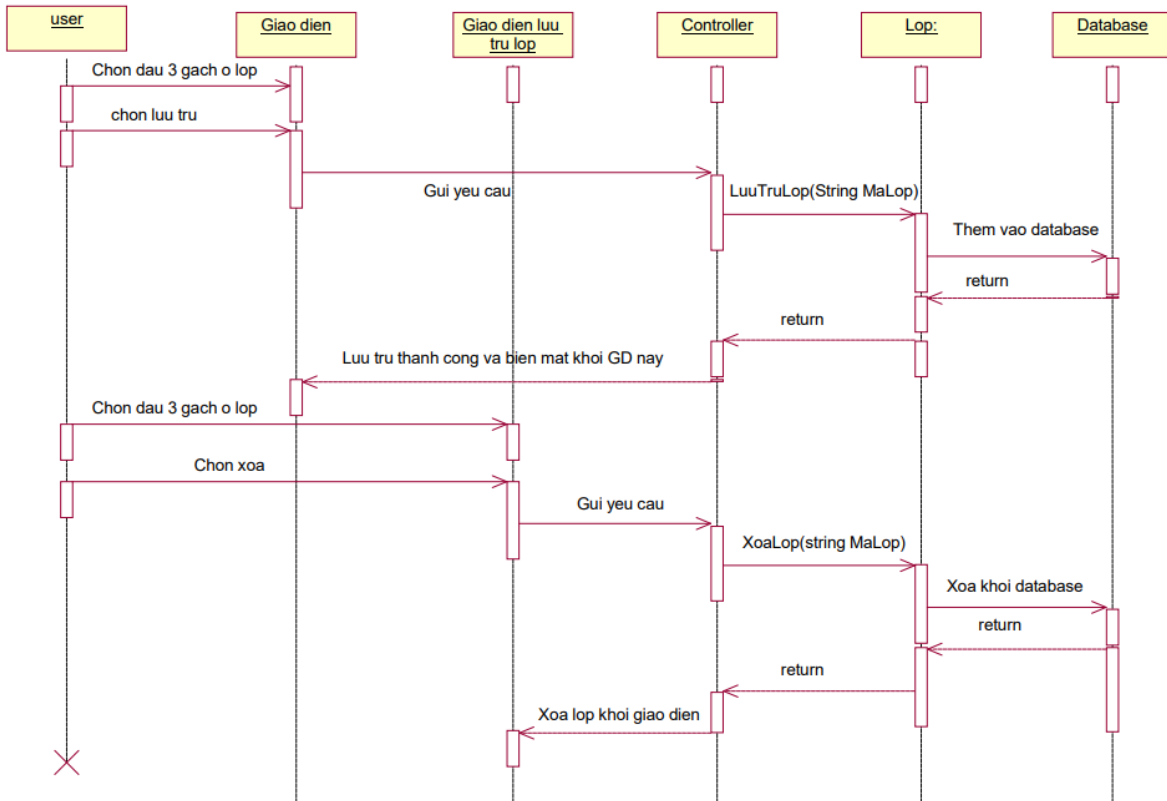 user
Giao dien
Giao dien luu
tru lop
Controller
Lop:
Database
Chon dau 3 gach o lop
chon luu tru
Gui yeu cau
LuuTruLop(String MaLop)
Them vao database
return
return
Luu tru thanh cong va bien mat khoi GD nay
Chon dau 3 gach o lop
Chon xoa
Gui yeu cau
XoaLop(string MaLop)
Xoa khoi database
return
return
Xoa lop khoi giao dien